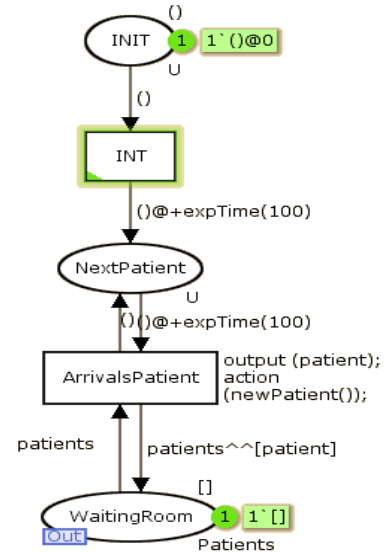 ()
INIT
1 1`()@0
U
()
INT
()@+expTime(100)
NextPatient
U
()()@+expTime(100)
ArrivalsPatient
output (patient);
action
(newPatient());
patients
patients^^[patient]
[]
WaitingRoom
1 1`[]
Out
Patients